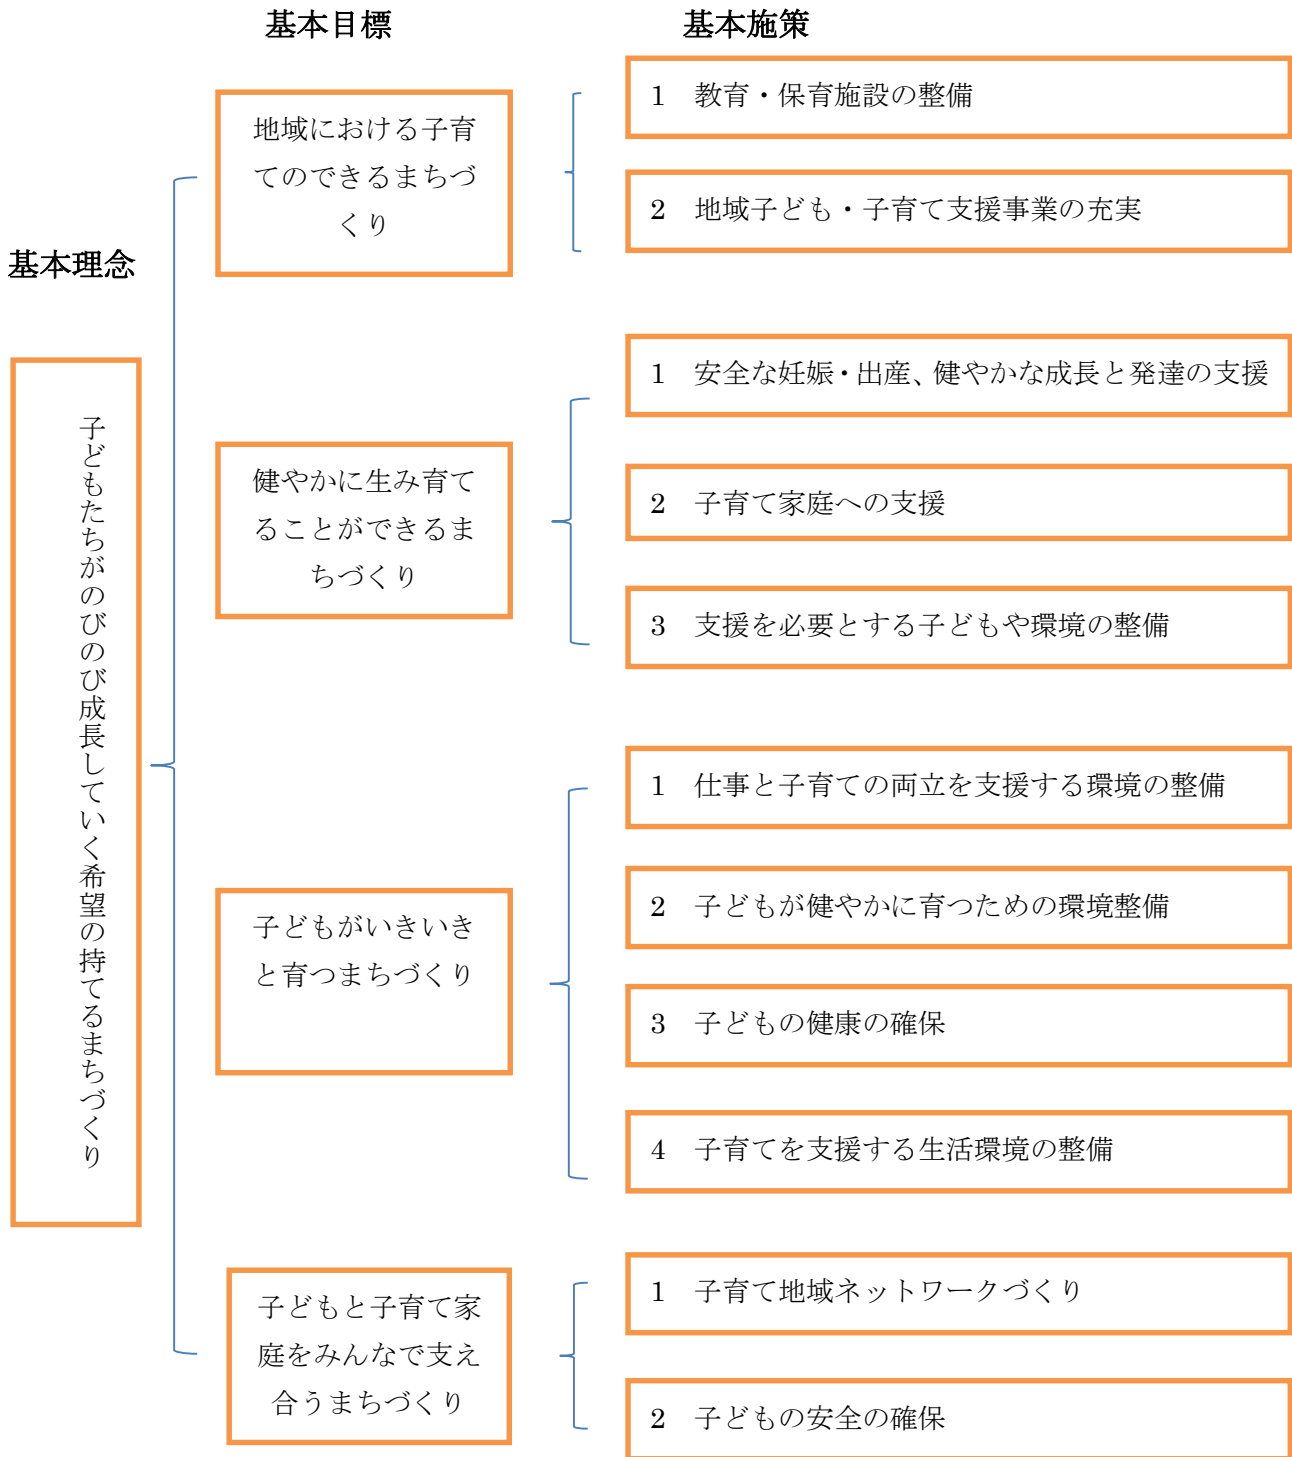 基本目標
基本施策
基本理念
子どもたちがのびのび成長していく希望の持てるまちづくり
地域における子育
てのできるまちづ
くり
1 教育・保育施設の整備
2 地域子ども・子育て支援事業の充実
健やかに生み育て
ることができるま
ちづくり
1 安全な妊娠・出産、健やかな成長と発達の支援
2 子育て家庭への支援
3 支援を必要とする子どもや環境の整備
子どもがいきいき
と育つまちづくり
1 仕事と子育ての両立を支援する環境の整備
2 子どもが健やかに育つための環境整備
3 子どもの健康の確保
4 子育てを支援する生活環境の整備
子どもと子育て家
庭をみんなで支え
合うまちづくり
1 子育て地域ネットワークづくり
2 子どもの安全の確保